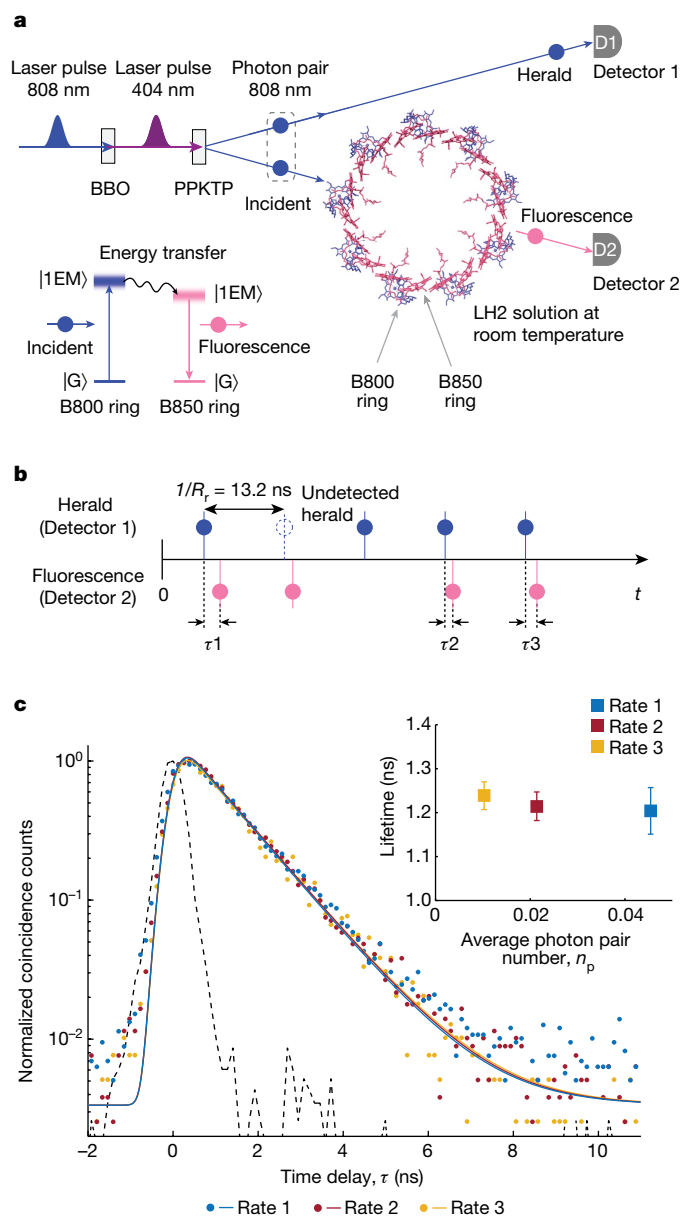 a
Laser pulse
808 nm
Laser pulse
404 nm
Photon pair
808 nm
D1
Herald
Detector 1
BBO
PPKTP
Incident
Fluorescence
D2
Detector 2
Energy transfer
|1EM⟩
|1EM⟩
LH2 solution at
room temperature
Incident
Fluorescence
|G⟩
|G⟩
B800 ring
B850 ring
B800
ring
B850
ring
b
1/Rr = 13.2 ns
Undetected
herald
Herald
(Detector 1)
Fluorescence
(Detector 2)
0
t
τ1
τ2
τ3
c
Rate 1
Rate 2
Rate 3
1.4
1.3
1.2
1.1
1.0
Lifetime (ns)
0
0.02
0.04
Average photon pair
number, np
10⁰
10⁻¹
10⁻²
Normalized coincidence counts
−2
0
2
4
6
8
10
Time delay, τ (ns)
Rate 1
Rate 2
Rate 3